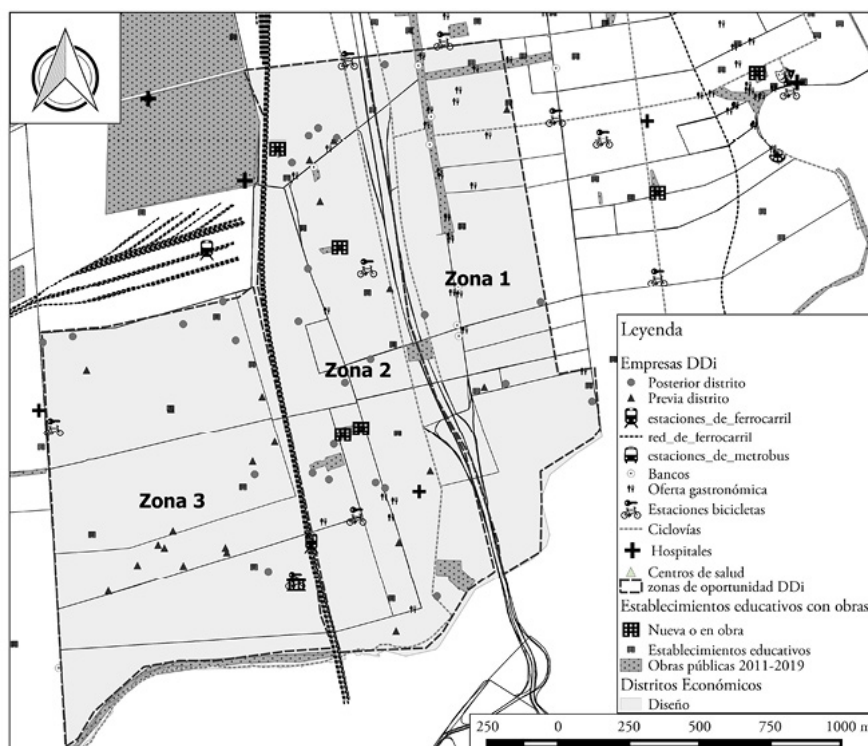 Zona 1
Zona 2
Zona 3
Leyenda
Empresas DDi
Posterior distrito
Previa distrito
estaciones_de_ferrocarril
red_de_ferrocarril
estaciones_de_metrobus
Bancos
Oferta gastronómica
Estaciones bicicletas
Ciclovías
Hospitales
Centros de salud
zonas de oportunidad DDi
Establecimientos educativos con obras
Nueva o en obra
Establecimientos educativos
Obras públicas 2011-2019
Distritos Económicos
Diseño
250 0 250 500 750 1000 m